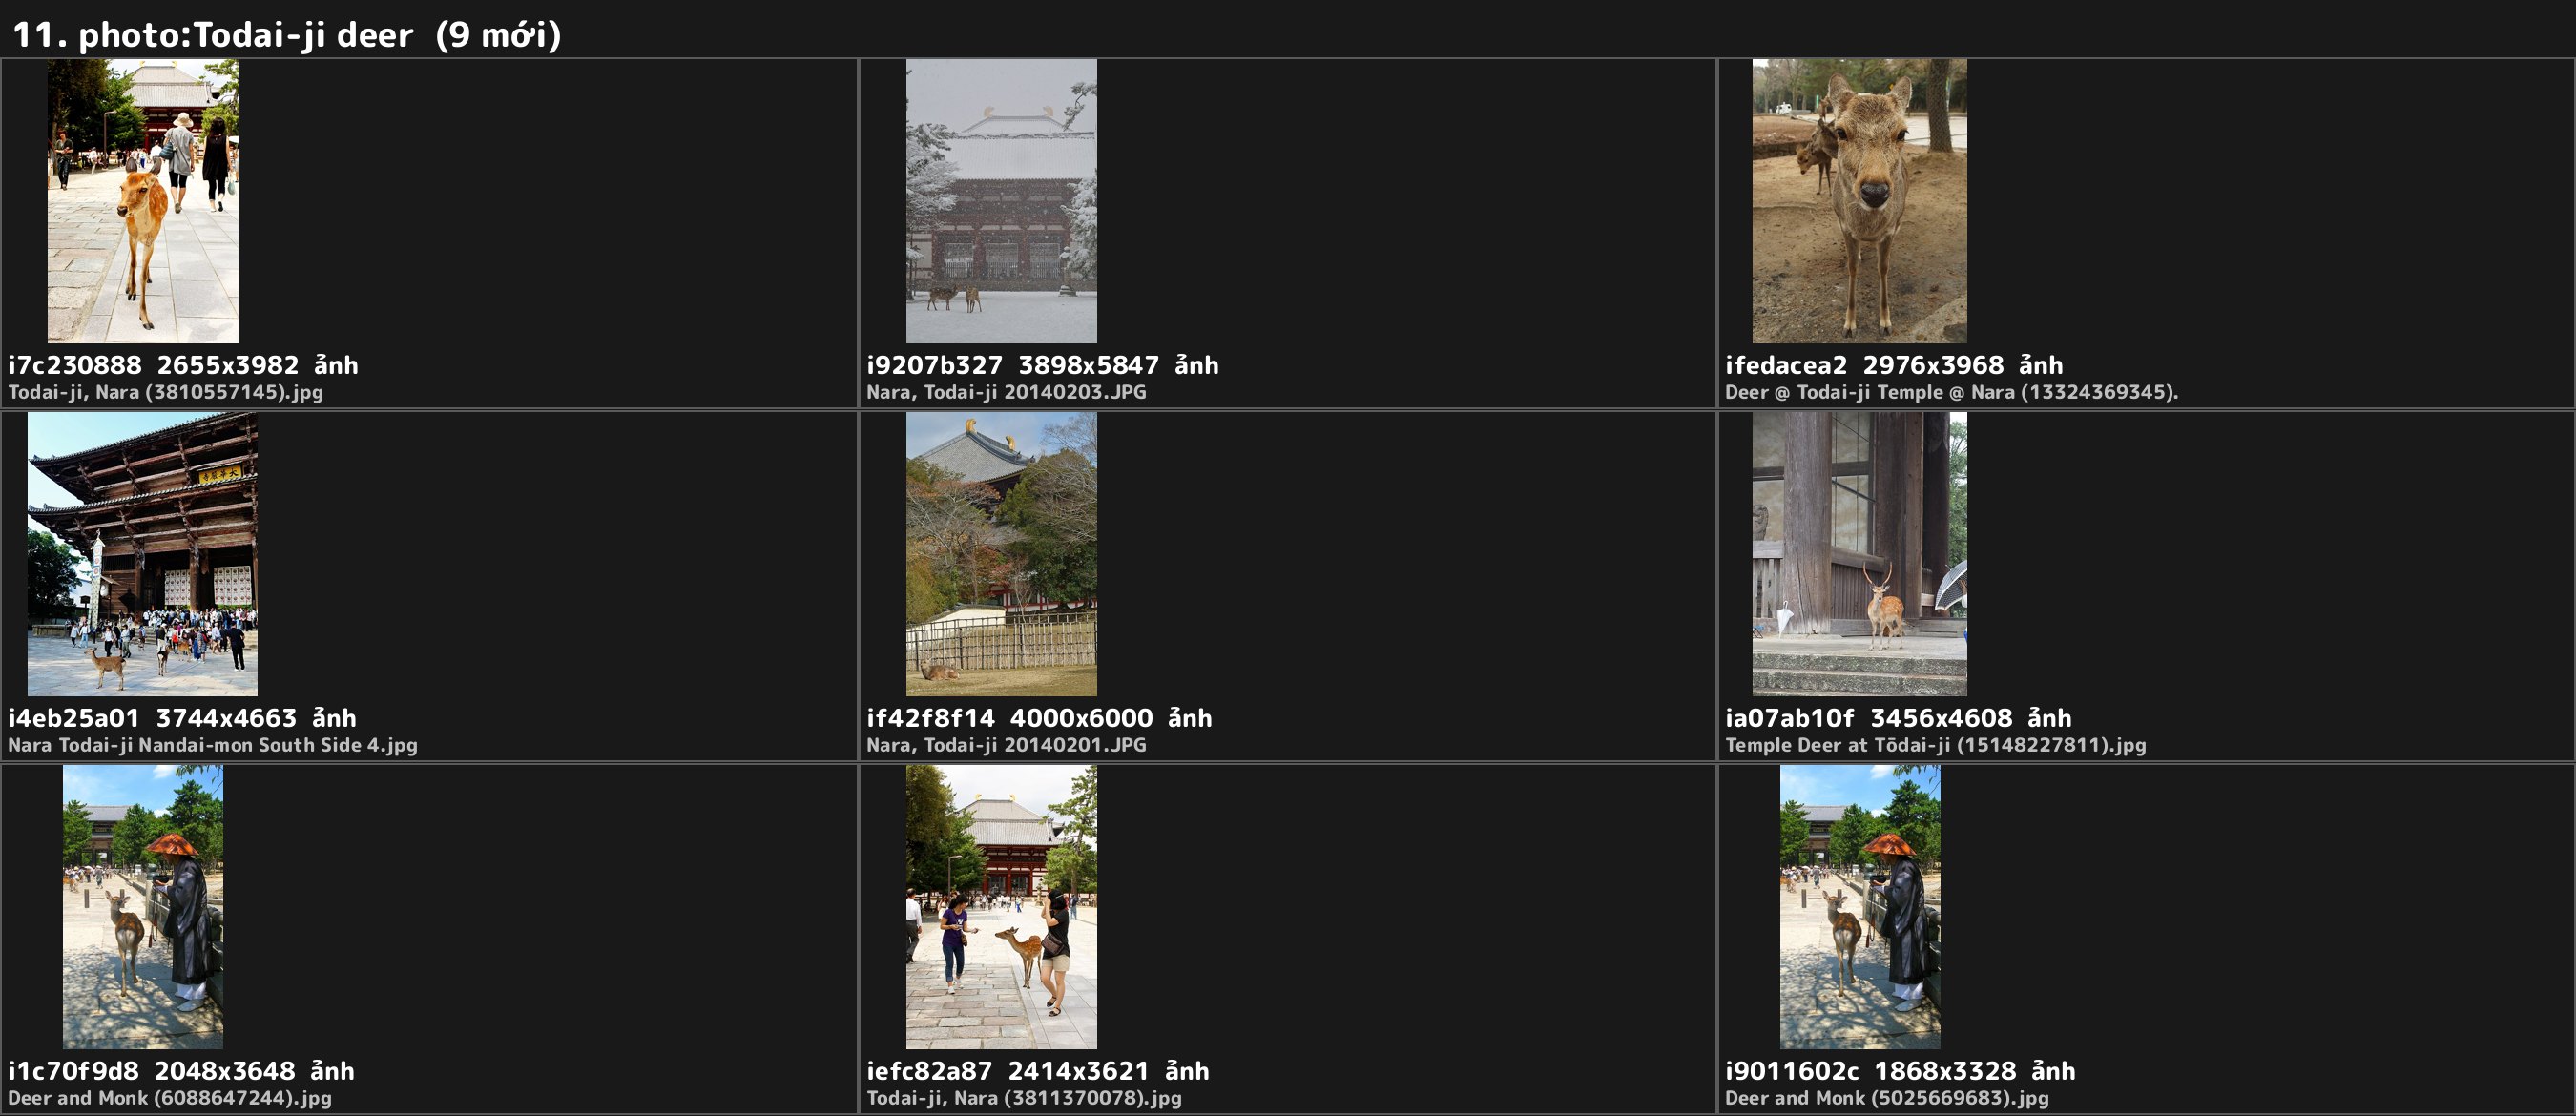 11. photo:Todai-ji deer (9 mới)
i7c230888 2655x3982 ảnh
Todai-ji, Nara (3810557145).jpg
i9207b327 3898x5847 ảnh
Nara, Todai-ji 20140203.JPG
ifedacea2 2976x3968 ảnh
Deer @ Todai-ji Temple @ Nara (13324369345).
i4eb25a01 3744x4663 ảnh
Nara Todai-ji Nandai-mon South Side 4.jpg
if42f8f14 4000x6000 ảnh
Nara, Todai-ji 20140201.JPG
ia07ab10f 3456x4608 ảnh
Temple Deer at Tōdai-ji (15148227811).jpg
i1c70f9d8 2048x3648 ảnh
Deer and Monk (6088647244).jpg
iefc82a87 2414x3621 ảnh
Todai-ji, Nara (3811370078).jpg
i9011602c 1868x3328 ảnh
Deer and Monk (5025669683).jpg